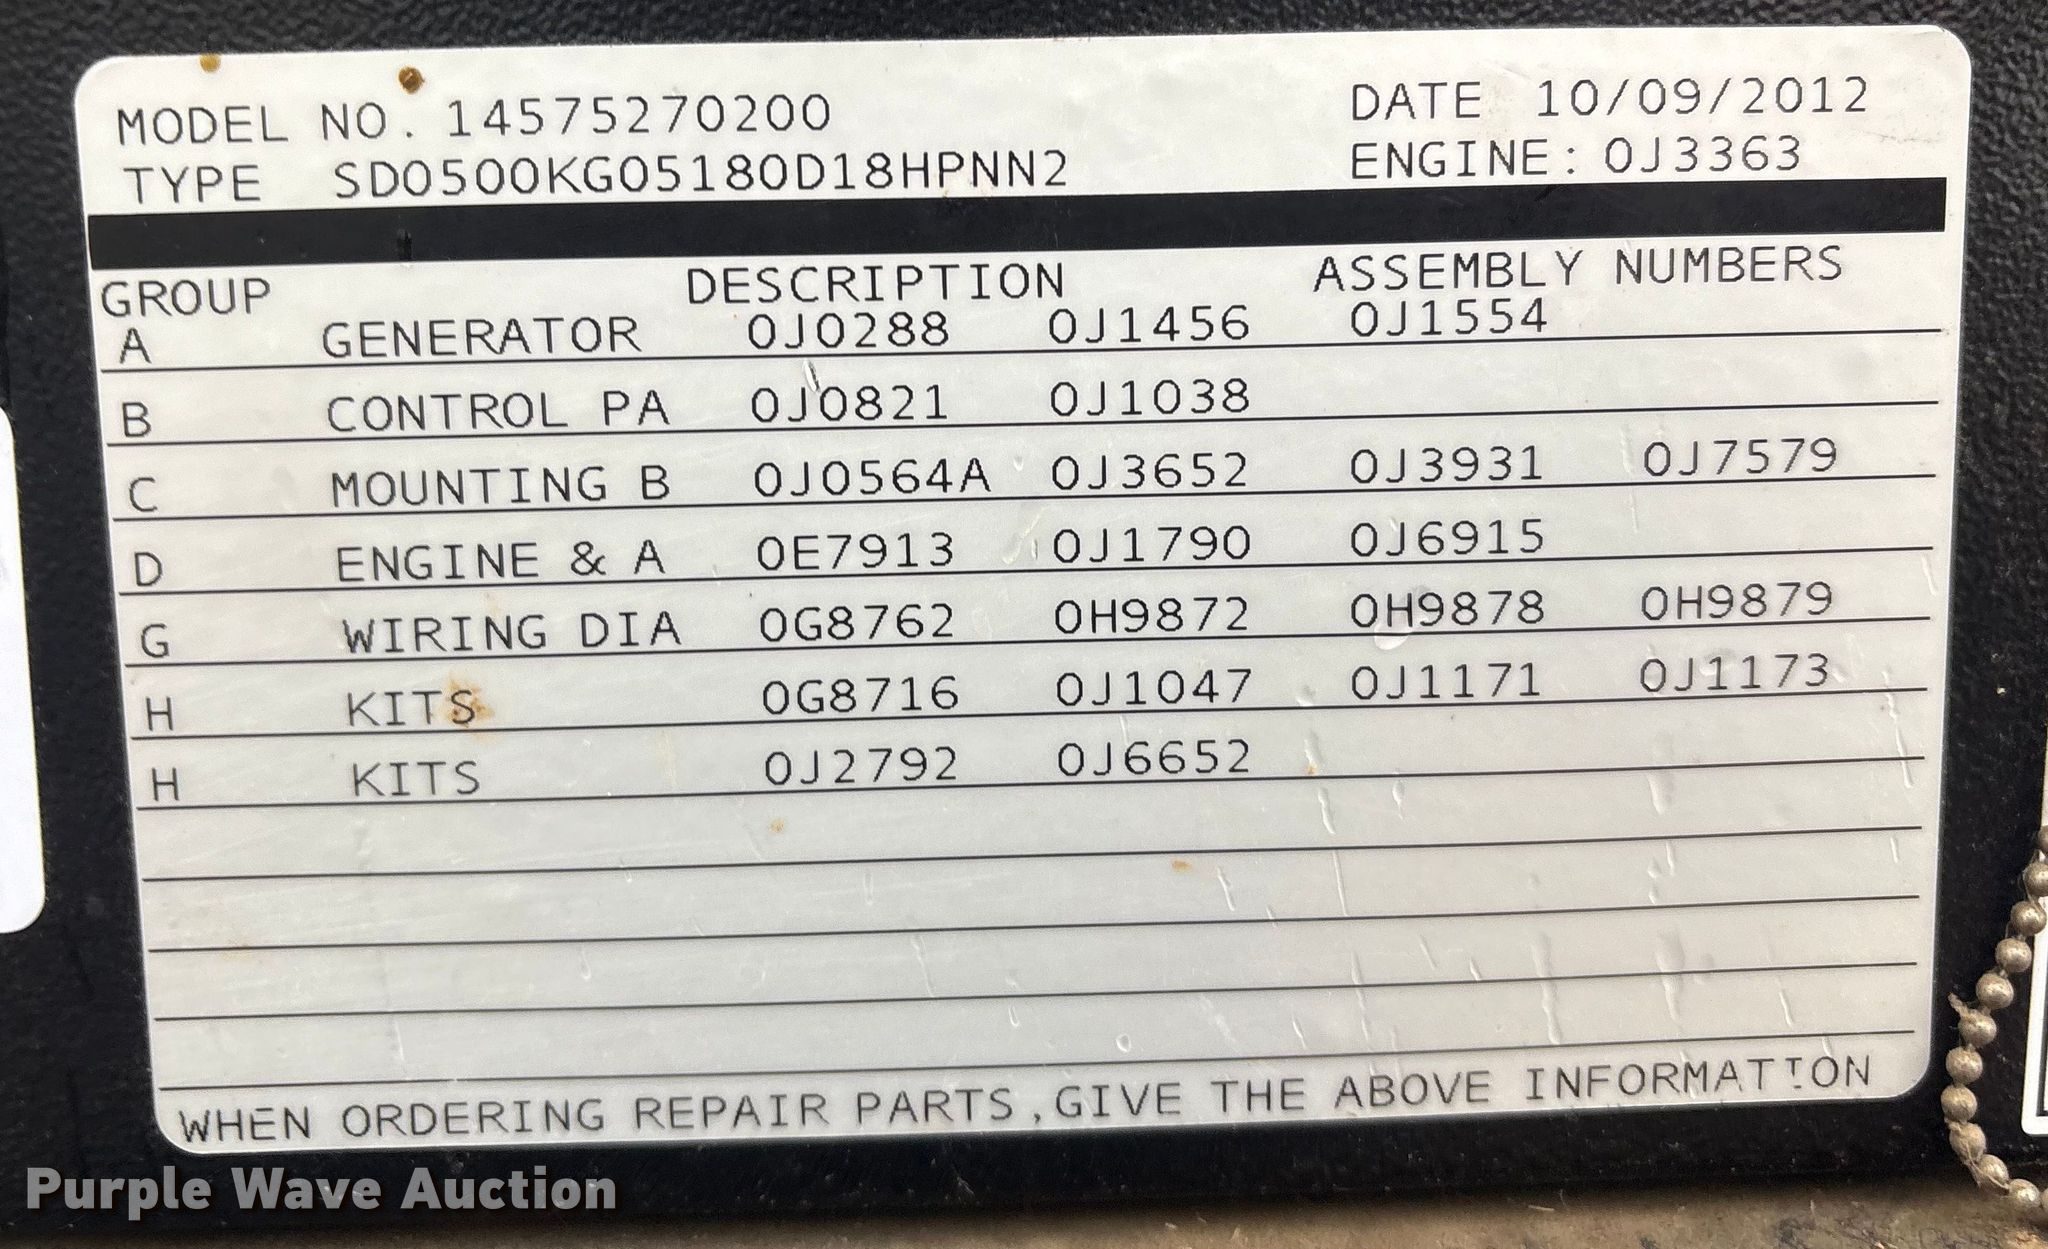 MODEL NO. 14575270200 DATE 10/09/2012
TYPE SD0500KG05180D18HPNN2 ENGINE: 0J3363
GROUP DESCRIPTION ASSEMBLY NUMBERS
A GENERATOR 0J0288 0J1456 0J1554
B CONTROL PA 0J0821 0J1038
C MOUNTING B 0J0564A 0J3652 0J3931 0J7579
D ENGINE & A 0E7913 0J1790 0J6915
G WIRING DIA 0G8762 0H9872 0H9878 0H9879
H KITS 0G8716 0J1047 0J1171 0J1173
H KITS 0J2792 0J6652
WHEN ORDERING REPAIR PARTS,GIVE THE ABOVE INFORMATION
Purple Wave Auction